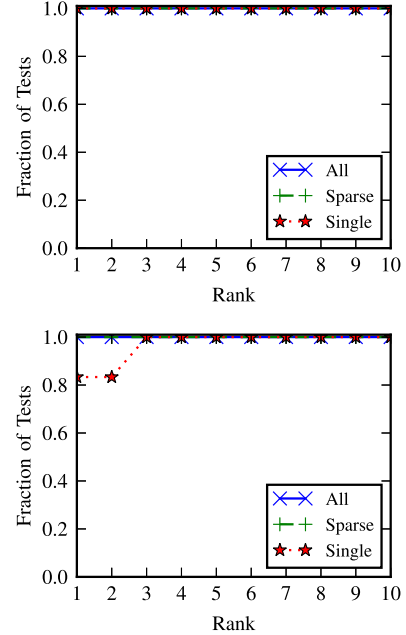 1.0
0.8
0.6
0.4
0.2
0.0
Fraction of Tests
All
Sparse
Single
1 2 3 4 5 6 7 8 9 10
Rank
1.0
0.8
0.6
0.4
0.2
0.0
Fraction of Tests
All
Sparse
Single
1 2 3 4 5 6 7 8 9 10
Rank